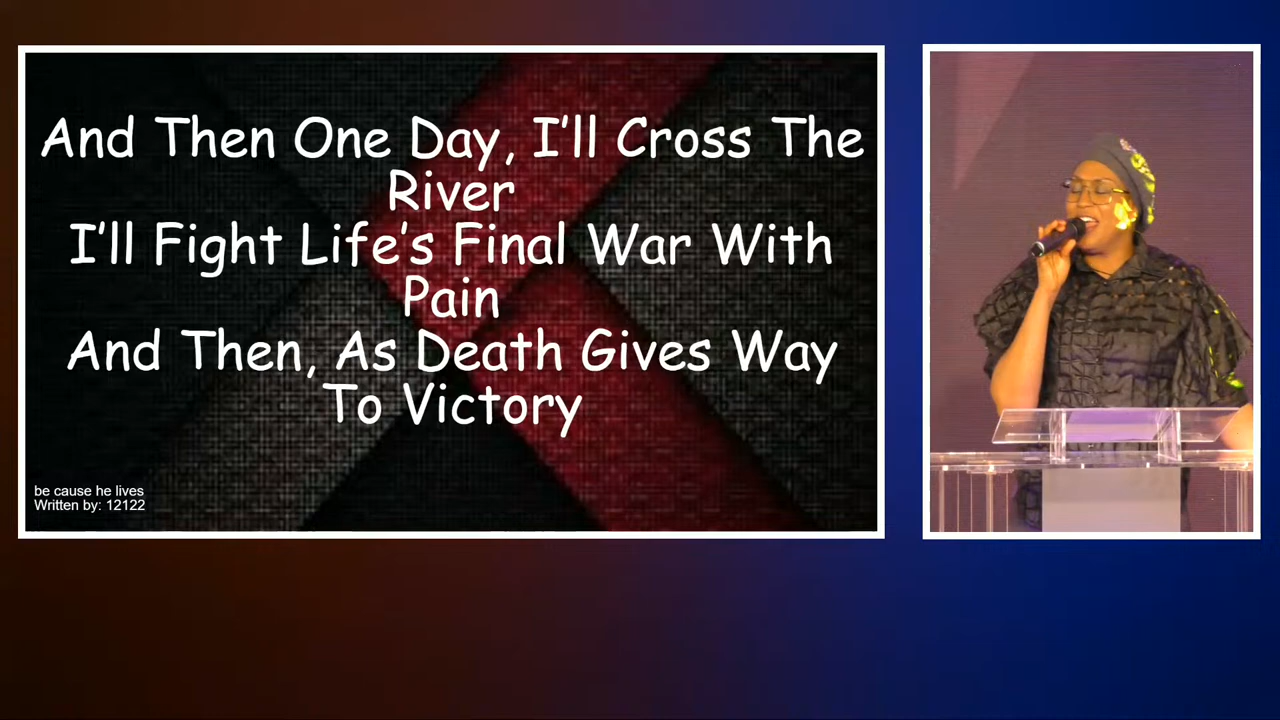 And Then One Day, I'll Cross The
River
I'll Fight Life's Final War With
Pain
And Then, As Death Gives Way
To Victory
be cause he lives
Written by: 12122